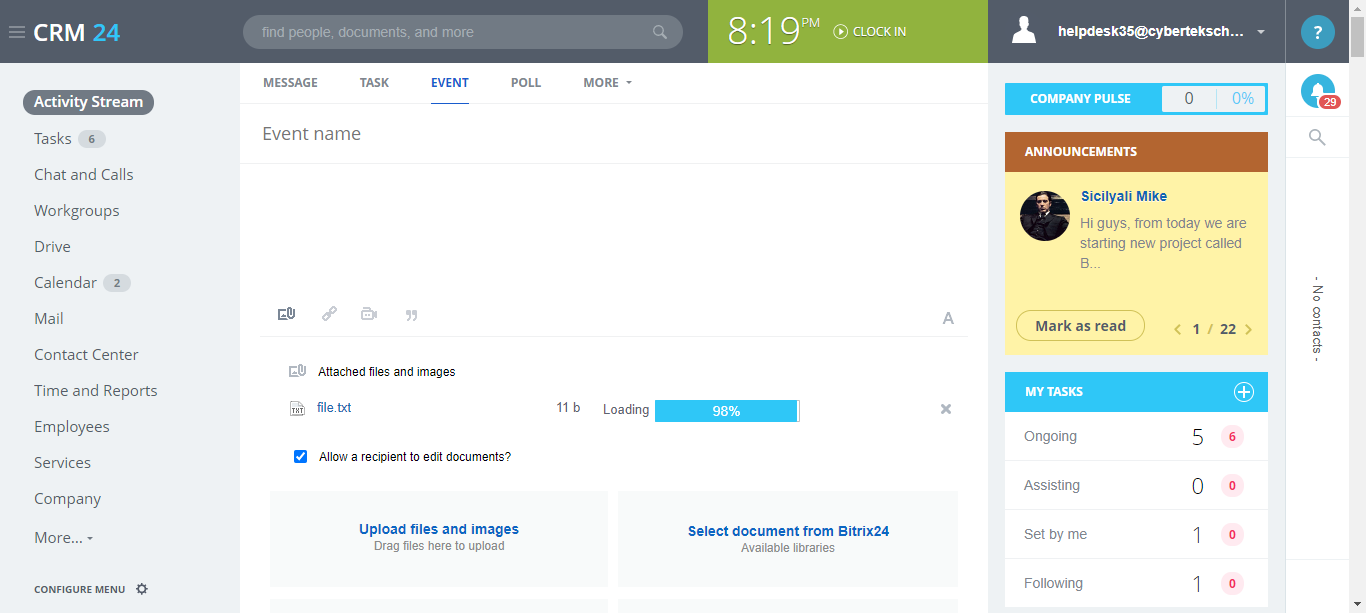 CRM 24
find people, documents, and more
8:19 PM
CLOCK IN
helpdesk35@cyberteksch...
?
Activity Stream
Tasks 6
Chat and Calls
Workgroups
Drive
Calendar 2
Mail
Contact Center
Time and Reports
Employees
Services
Company
More...
CONFIGURE MENU
MESSAGE TASK EVENT POLL MORE
Event name
A
Attached files and images
TXT
file.txt 11 b Loading 98%
Allow a recipient to edit documents?
Upload files and images
Drag files here to upload
Select document from Bitrix24
Available libraries
COMPANY PULSE 0 0%
ANNOUNCEMENTS
Sicilyali Mike
Hi guys, from today we are
starting new project called
B...
Mark as read 1 / 22
MY TASKS
Ongoing 5 6
Assisting 0 0
Set by me 1 0
Following 1 0
29
- No contacts -